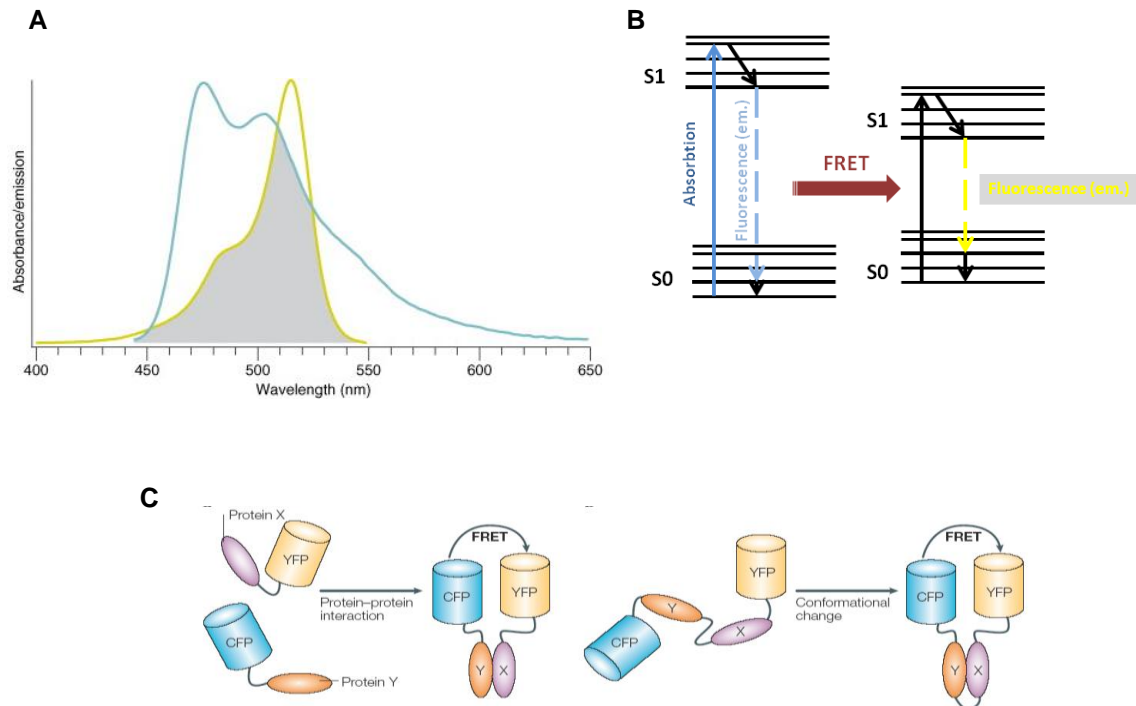 A
Absorbance/emission
400
450
500
550
600
650
Wavelength (nm)
B
S1
Absorbtion
Fluorescence (em.)
S0
FRET
S1
Fluorescence (em.)
S0
C
Protein X
YFP
CFP
Protein Y
Protein–protein
interaction
FRET
CFP
YFP
Y
X
YFP
Y
X
CFP
Conformational
change
FRET
CFP
YFP
Y
X